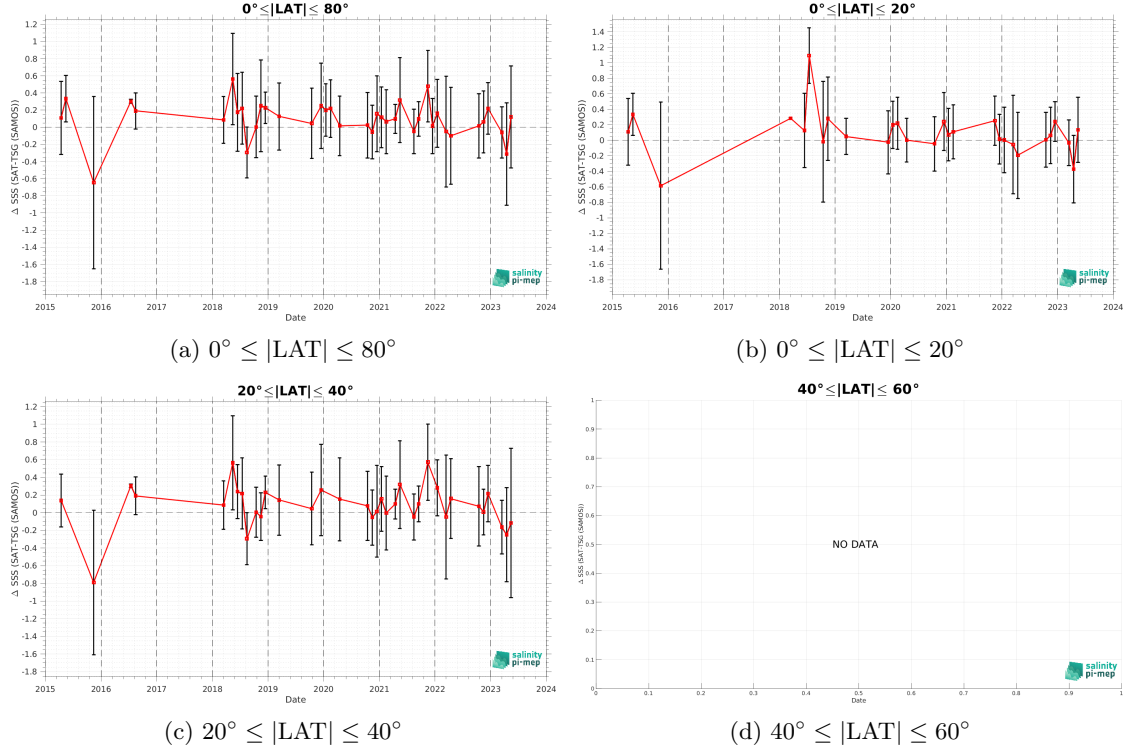 0°≤|LAT|≤ 80°
Δ SSS (SAT-TSG (SAMOS))
1.2
1
0.8
0.6
0.4
0.2
0
-0.2
-0.4
-0.6
-0.8
-1
-1.2
-1.4
-1.6
-1.8
2015 2016 2017 2018 2019 2020 2021 2022 2023 2024
Date
salinity
pi-mep
(a) 0° ≤ |LAT| ≤ 80°
0°≤|LAT|≤ 20°
Δ SSS (SAT-TSG (SAMOS))
1.4
1.2
1
0.8
0.6
0.4
0.2
0
-0.2
-0.4
-0.6
-0.8
-1
-1.2
-1.4
-1.6
-1.8
2015 2016 2017 2018 2019 2020 2021 2022 2023 2024
Date
salinity
pi-mep
(b) 0° ≤ |LAT| ≤ 20°
20°≤|LAT|≤ 40°
Δ SSS (SAT-TSG (SAMOS))
1.2
1
0.8
0.6
0.4
0.2
0
-0.2
-0.4
-0.6
-0.8
-1
-1.2
-1.4
-1.6
-1.8
2015 2016 2017 2018 2019 2020 2021 2022 2023 2024
Date
salinity
pi-mep
(c) 20° ≤ |LAT| ≤ 40°
40°≤|LAT|≤ 60°
Δ SSS (SAT-TSG (SAMOS))
1
0.9
0.8
0.7
0.6
0.5
0.4
0.3
0.2
0.1
0
NO DATA
0 0.1 0.2 0.3 0.4 0.5 0.6 0.7 0.8 0.9 1
Date
salinity
pi-mep
(d) 40° ≤ |LAT| ≤ 60°